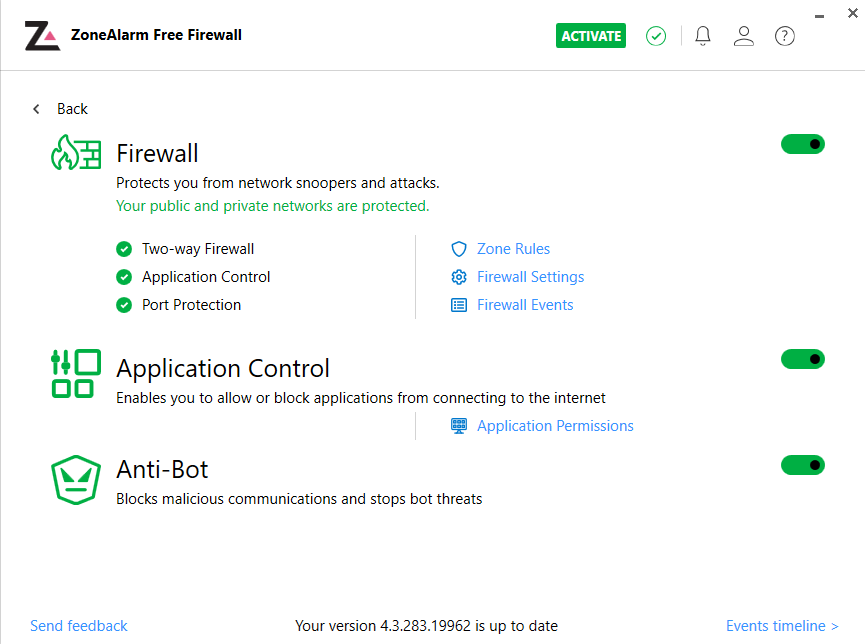 ZoneAlarm Free Firewall
ACTIVATE
Back
Firewall
Protects you from network snoopers and attacks.
Your public and private networks are protected.
Two-way Firewall
Zone Rules
Application Control
Firewall Settings
Port Protection
Firewall Events
Application Control
Enables you to allow or block applications from connecting to the internet
Application Permissions
Anti-Bot
Blocks malicious communications and stops bot threats
Send feedback
Your version 4.3.283.19962 is up to date
Events timeline >